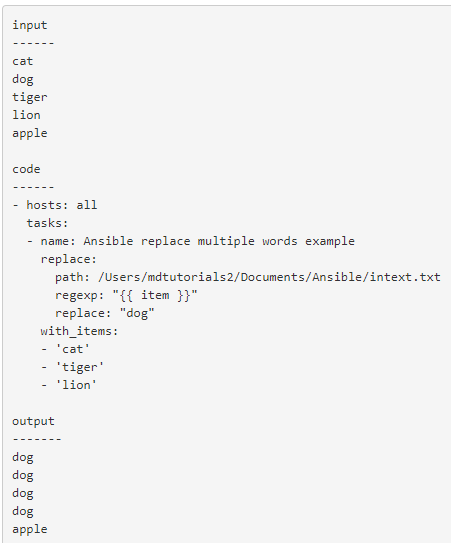 input
------
cat
dog
tiger
lion
apple

code
------
- hosts: all
  tasks:
  - name: Ansible replace multiple words example
    replace:
      path: /Users/mdtutorials2/Documents/Ansible/intext.txt
      regexp: "{{ item }}"
      replace: "dog"
    with_items:
    - 'cat'
    - 'tiger'
    - 'lion'

output
-------
dog
dog
dog
dog
apple